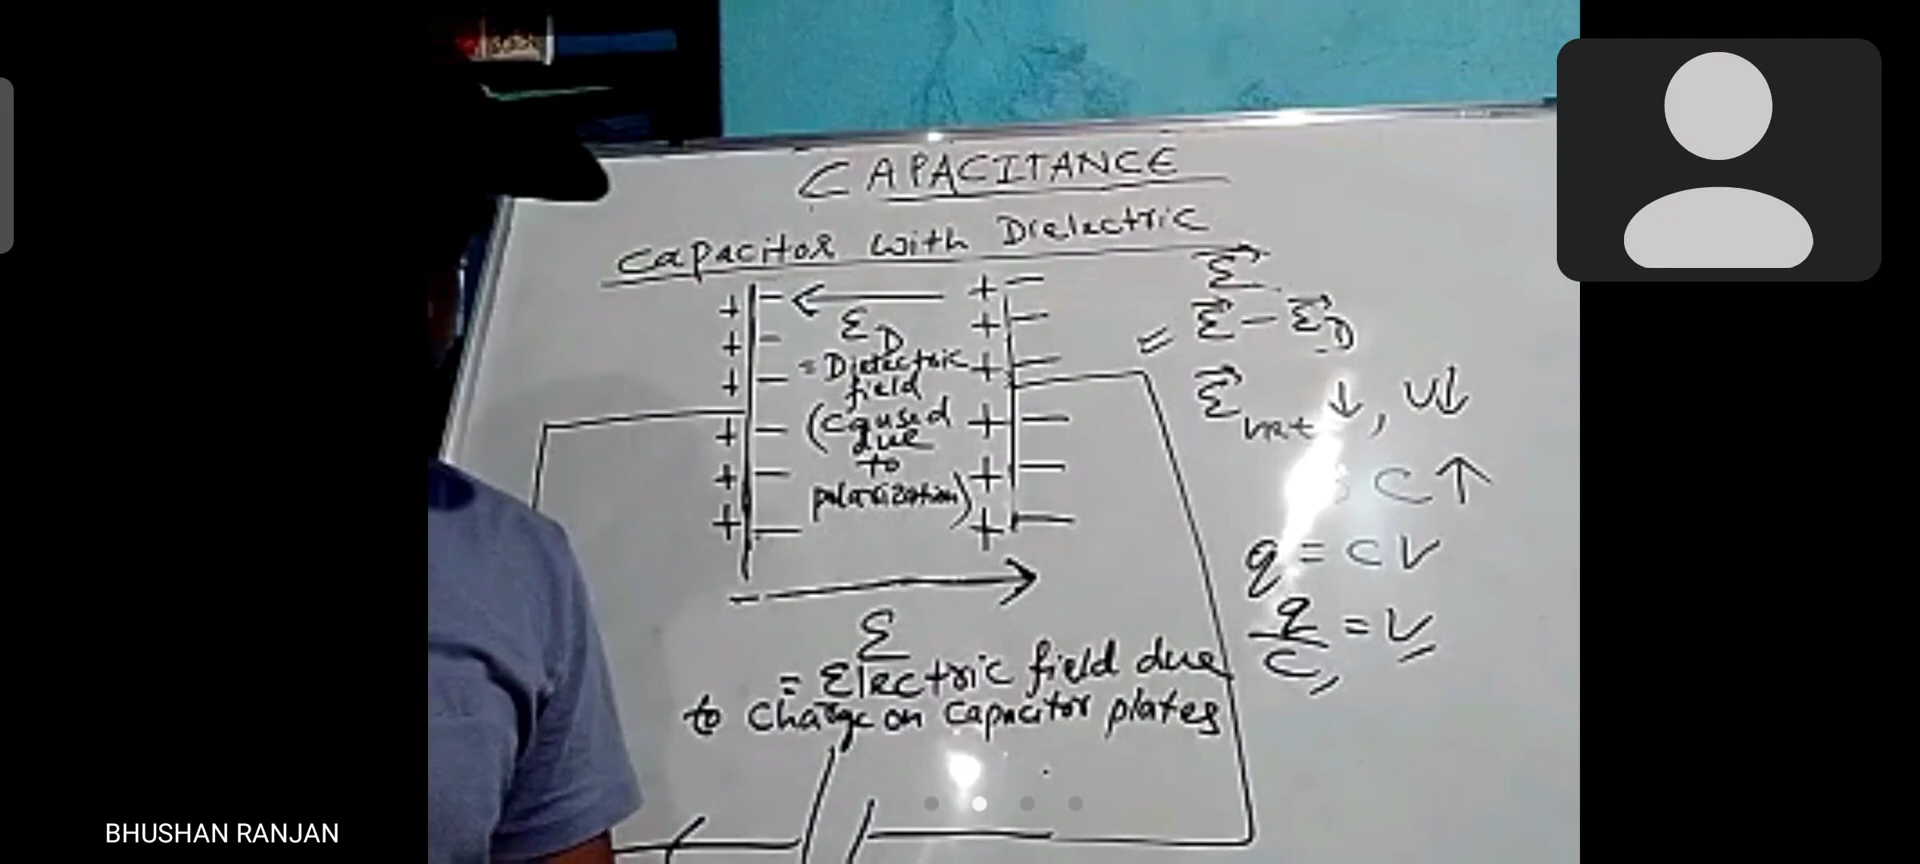 CAPACITANCE
Capacitor with Dielectric
+ − ← + −
+ − + −
+ − + −
+ − + −
+ − + −
+ − + −
ED
= Dielectric
field
(caused
due
to
polarization)
→
E
= Electric field due
to charge on capacitor plates
E
= E − ED
Enet ↓, U↓
C ↑
q = CV
q/C, = V
BHUSHAN RANJAN